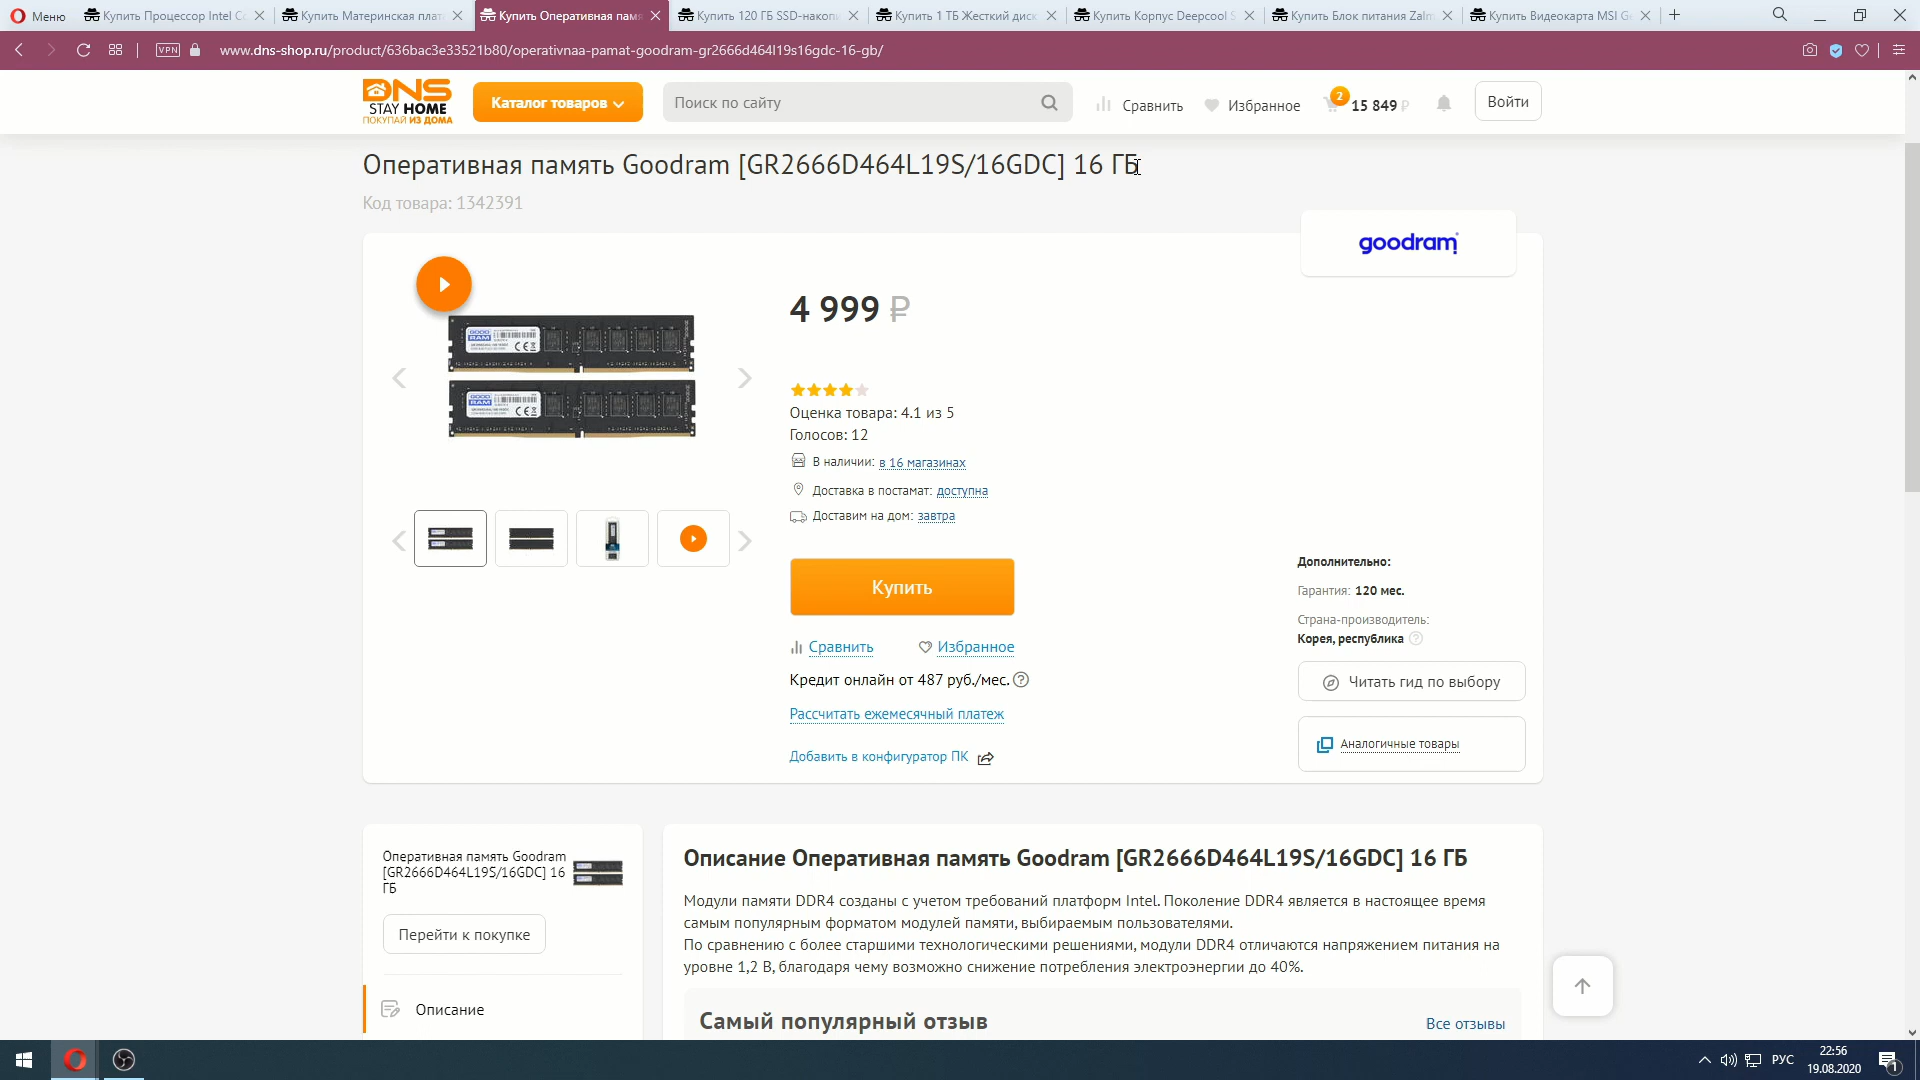 Меню
Купить Процессор Intel Co
Купить Материнская плат
Купить Оперативная пам
Купить 120 ГБ SSD-накоп
Купить 1 ТБ Жесткий диск
Купить Корпус Deepcool S
Купить Блок питания Zalm
Купить Видеокарта MSI Ge
VPN
www.dns-shop.ru/product/636bac3e33521b80/operativnaa-pamat-goodram-gr2666d464l19s16gdc-16-gb/
DNS
STAY HOME
ПОКУПАЙ ИЗ ДОМА
Каталог товаров
Поиск по сайту
Сравнить
Избранное
2
15 849 ₽
Войти
Оперативная память Goodram [GR2666D464L19S/16GDC] 16 ГБ
Код товара: 1342391
goodram
4 999 ₽
Оценка товара: 4.1 из 5
Голосов: 12
В наличии: в 16 магазинах
Доставка в постамат: доступна
Доставим на дом: завтра
Купить
Сравнить
Избранное
Кредит онлайн от 487 руб./мес.
Рассчитать ежемесячный платеж
Добавить в конфигуратор ПК
Дополнительно:
Гарантия: 120 мес.
Страна-производитель:
Корея, республика
Читать гид по выбору
Аналогичные товары
Оперативная память Goodram
[GR2666D464L19S/16GDC] 16
ГБ
Перейти к покупке
Описание
Описание Оперативная память Goodram [GR2666D464L19S/16GDC] 16 ГБ
Модули памяти DDR4 созданы с учетом требований платформ Intel. Поколение DDR4 является в настоящее время
самым популярным форматом модулей памяти, выбираемым пользователями.
По сравнению с более старшими технологическими решениями, модули DDR4 отличаются напряжением питания на
уровне 1,2 В, благодаря чему возможно снижение потребления электроэнергии до 40%.
Самый популярный отзыв
Все отзывы
РУС
22:56
19.08.2020
1